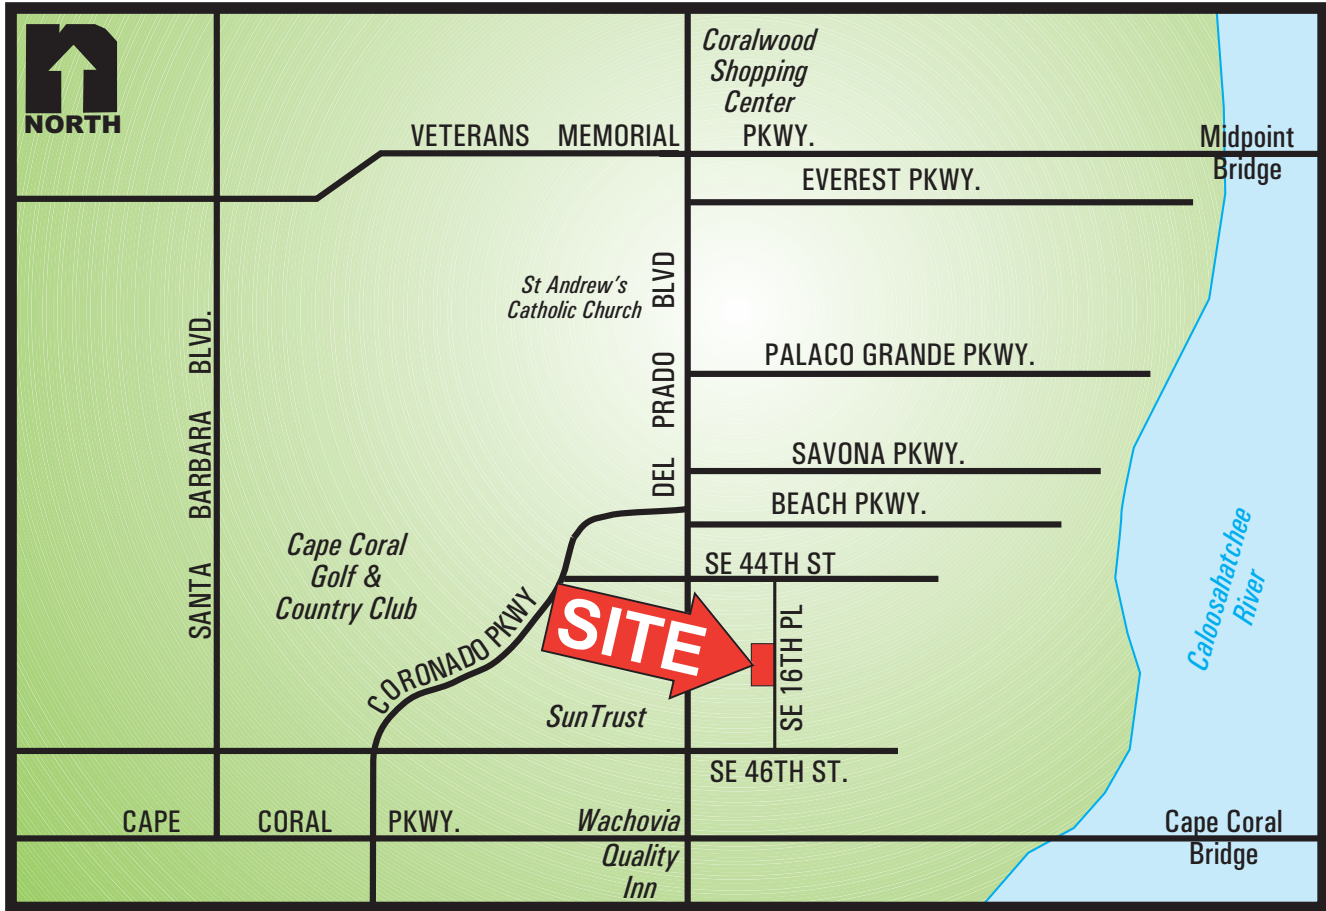 NORTH
Coralwood
Shopping
Center
VETERANS MEMORIAL PKWY.
Midpoint
Bridge
EVEREST PKWY.
St Andrew's
Catholic Church
DEL PRADO BLVD
SANTA BARBARA BLVD.
PALACO GRANDE PKWY.
SAVONA PKWY.
BEACH PKWY.
Cape Coral
Golf &
Country Club
SE 44TH ST
CORONADO PKWY
SITE
SE 16TH PL
Caloosahatchee
River
SunTrust
SE 46TH ST.
CAPE CORAL PKWY.
Wachovia
Quality
Inn
Cape Coral
Bridge